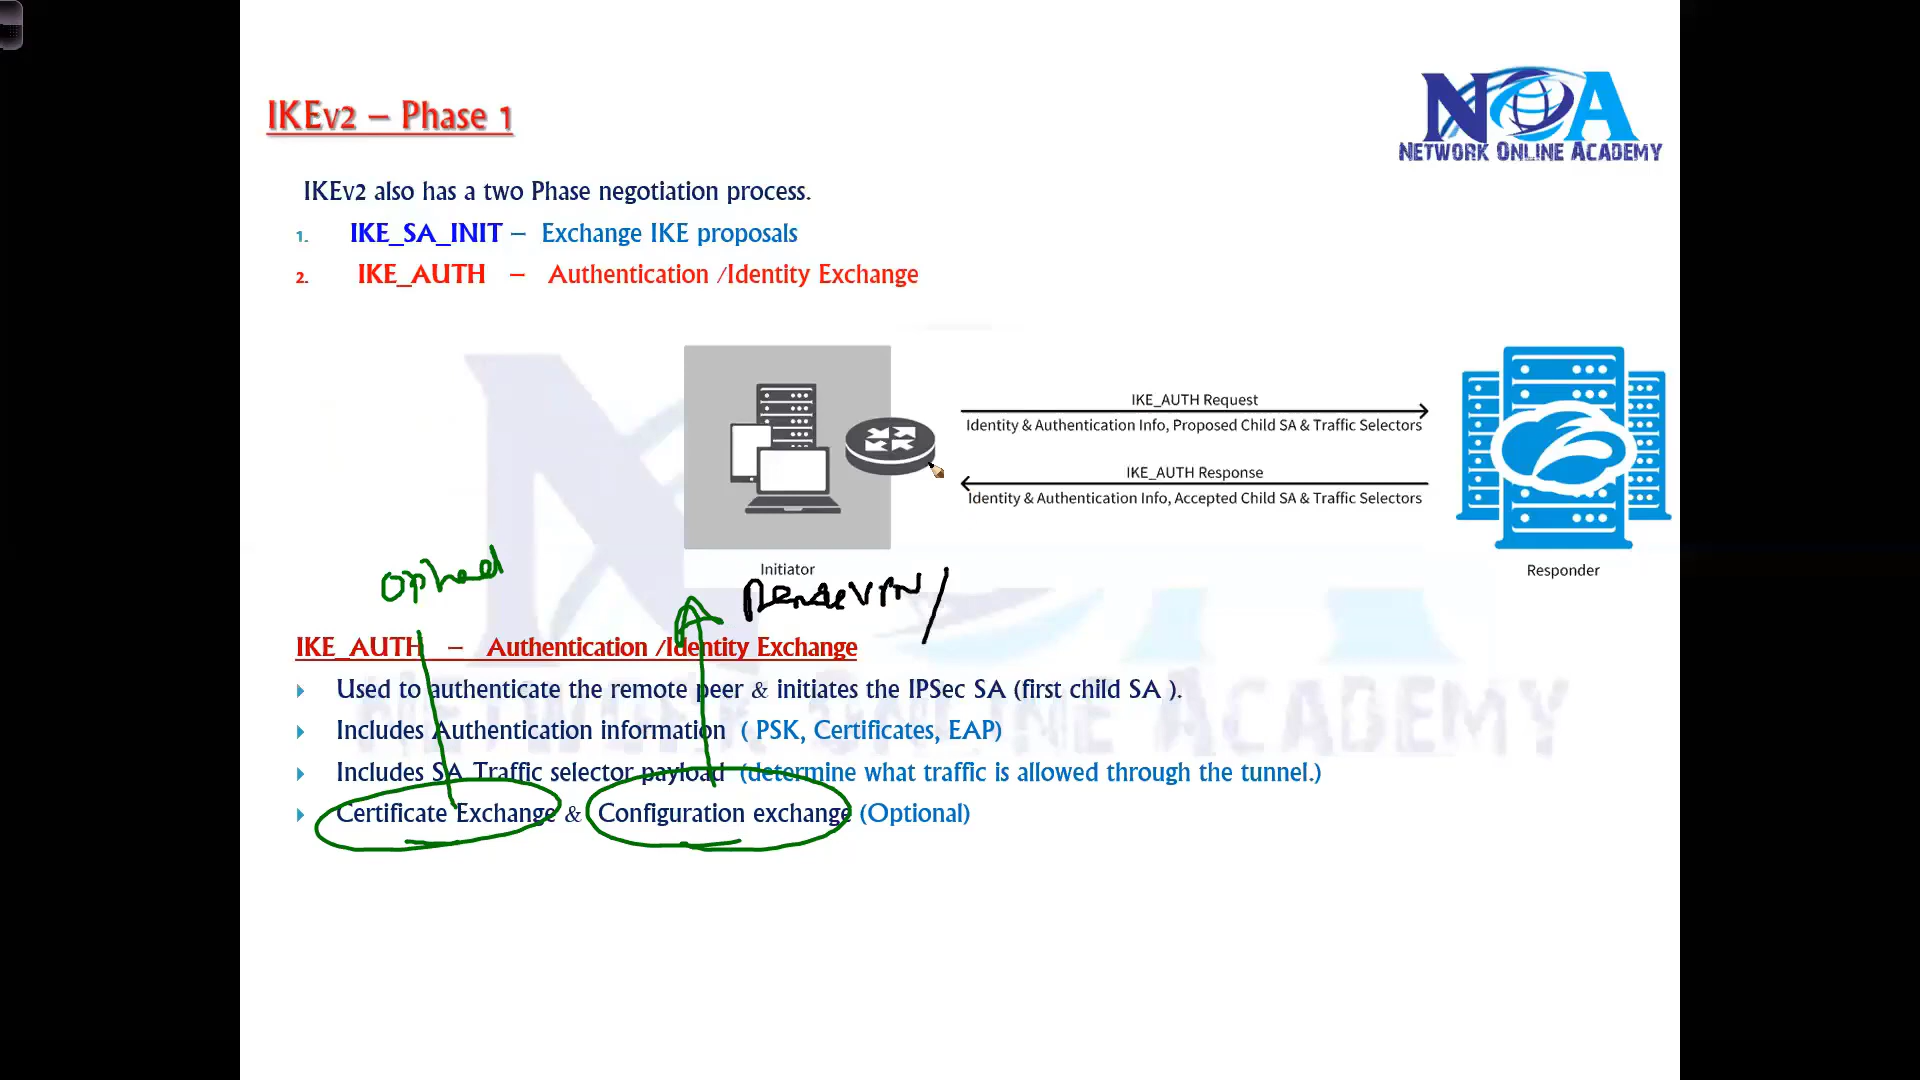 NOA
NETWORK ONLINE ACADEMY
IKEv2 – Phase 1
IKEv2 also has a two Phase negotiation process.
1. IKE_SA_INIT – Exchange IKE proposals
2. IKE_AUTH – Authentication /Identity Exchange
IKE_AUTH Request
Identity & Authentication Info, Proposed Child SA & Traffic Selectors
IKE_AUTH Response
Identity & Authentication Info, Accepted Child SA & Traffic Selectors
Initiator
Responder
IKE_AUTH – Authentication /Identity Exchange
Used to authenticate the remote peer & initiates the IPSec SA (first child SA ).
Includes Authentication information ( PSK, Certificates, EAP)
Includes SA Traffic selector payload (determine what traffic is allowed through the tunnel.)
Certificate Exchange & Configuration exchange (Optional)
NETWORK ONLINE ACADEMY